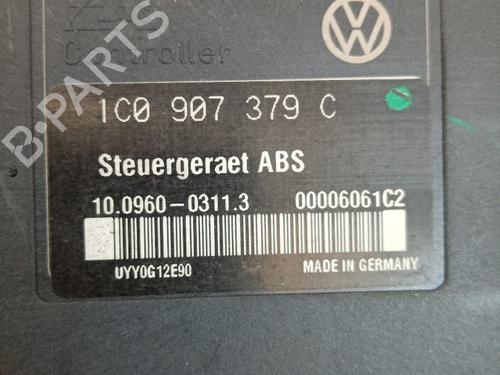 Controller
1C0 907 379 C
Steuergeraet ABS
10.0960-0311.3 00006061C2
UYY0G12E90 MADE IN GERMANY
B-PARTS